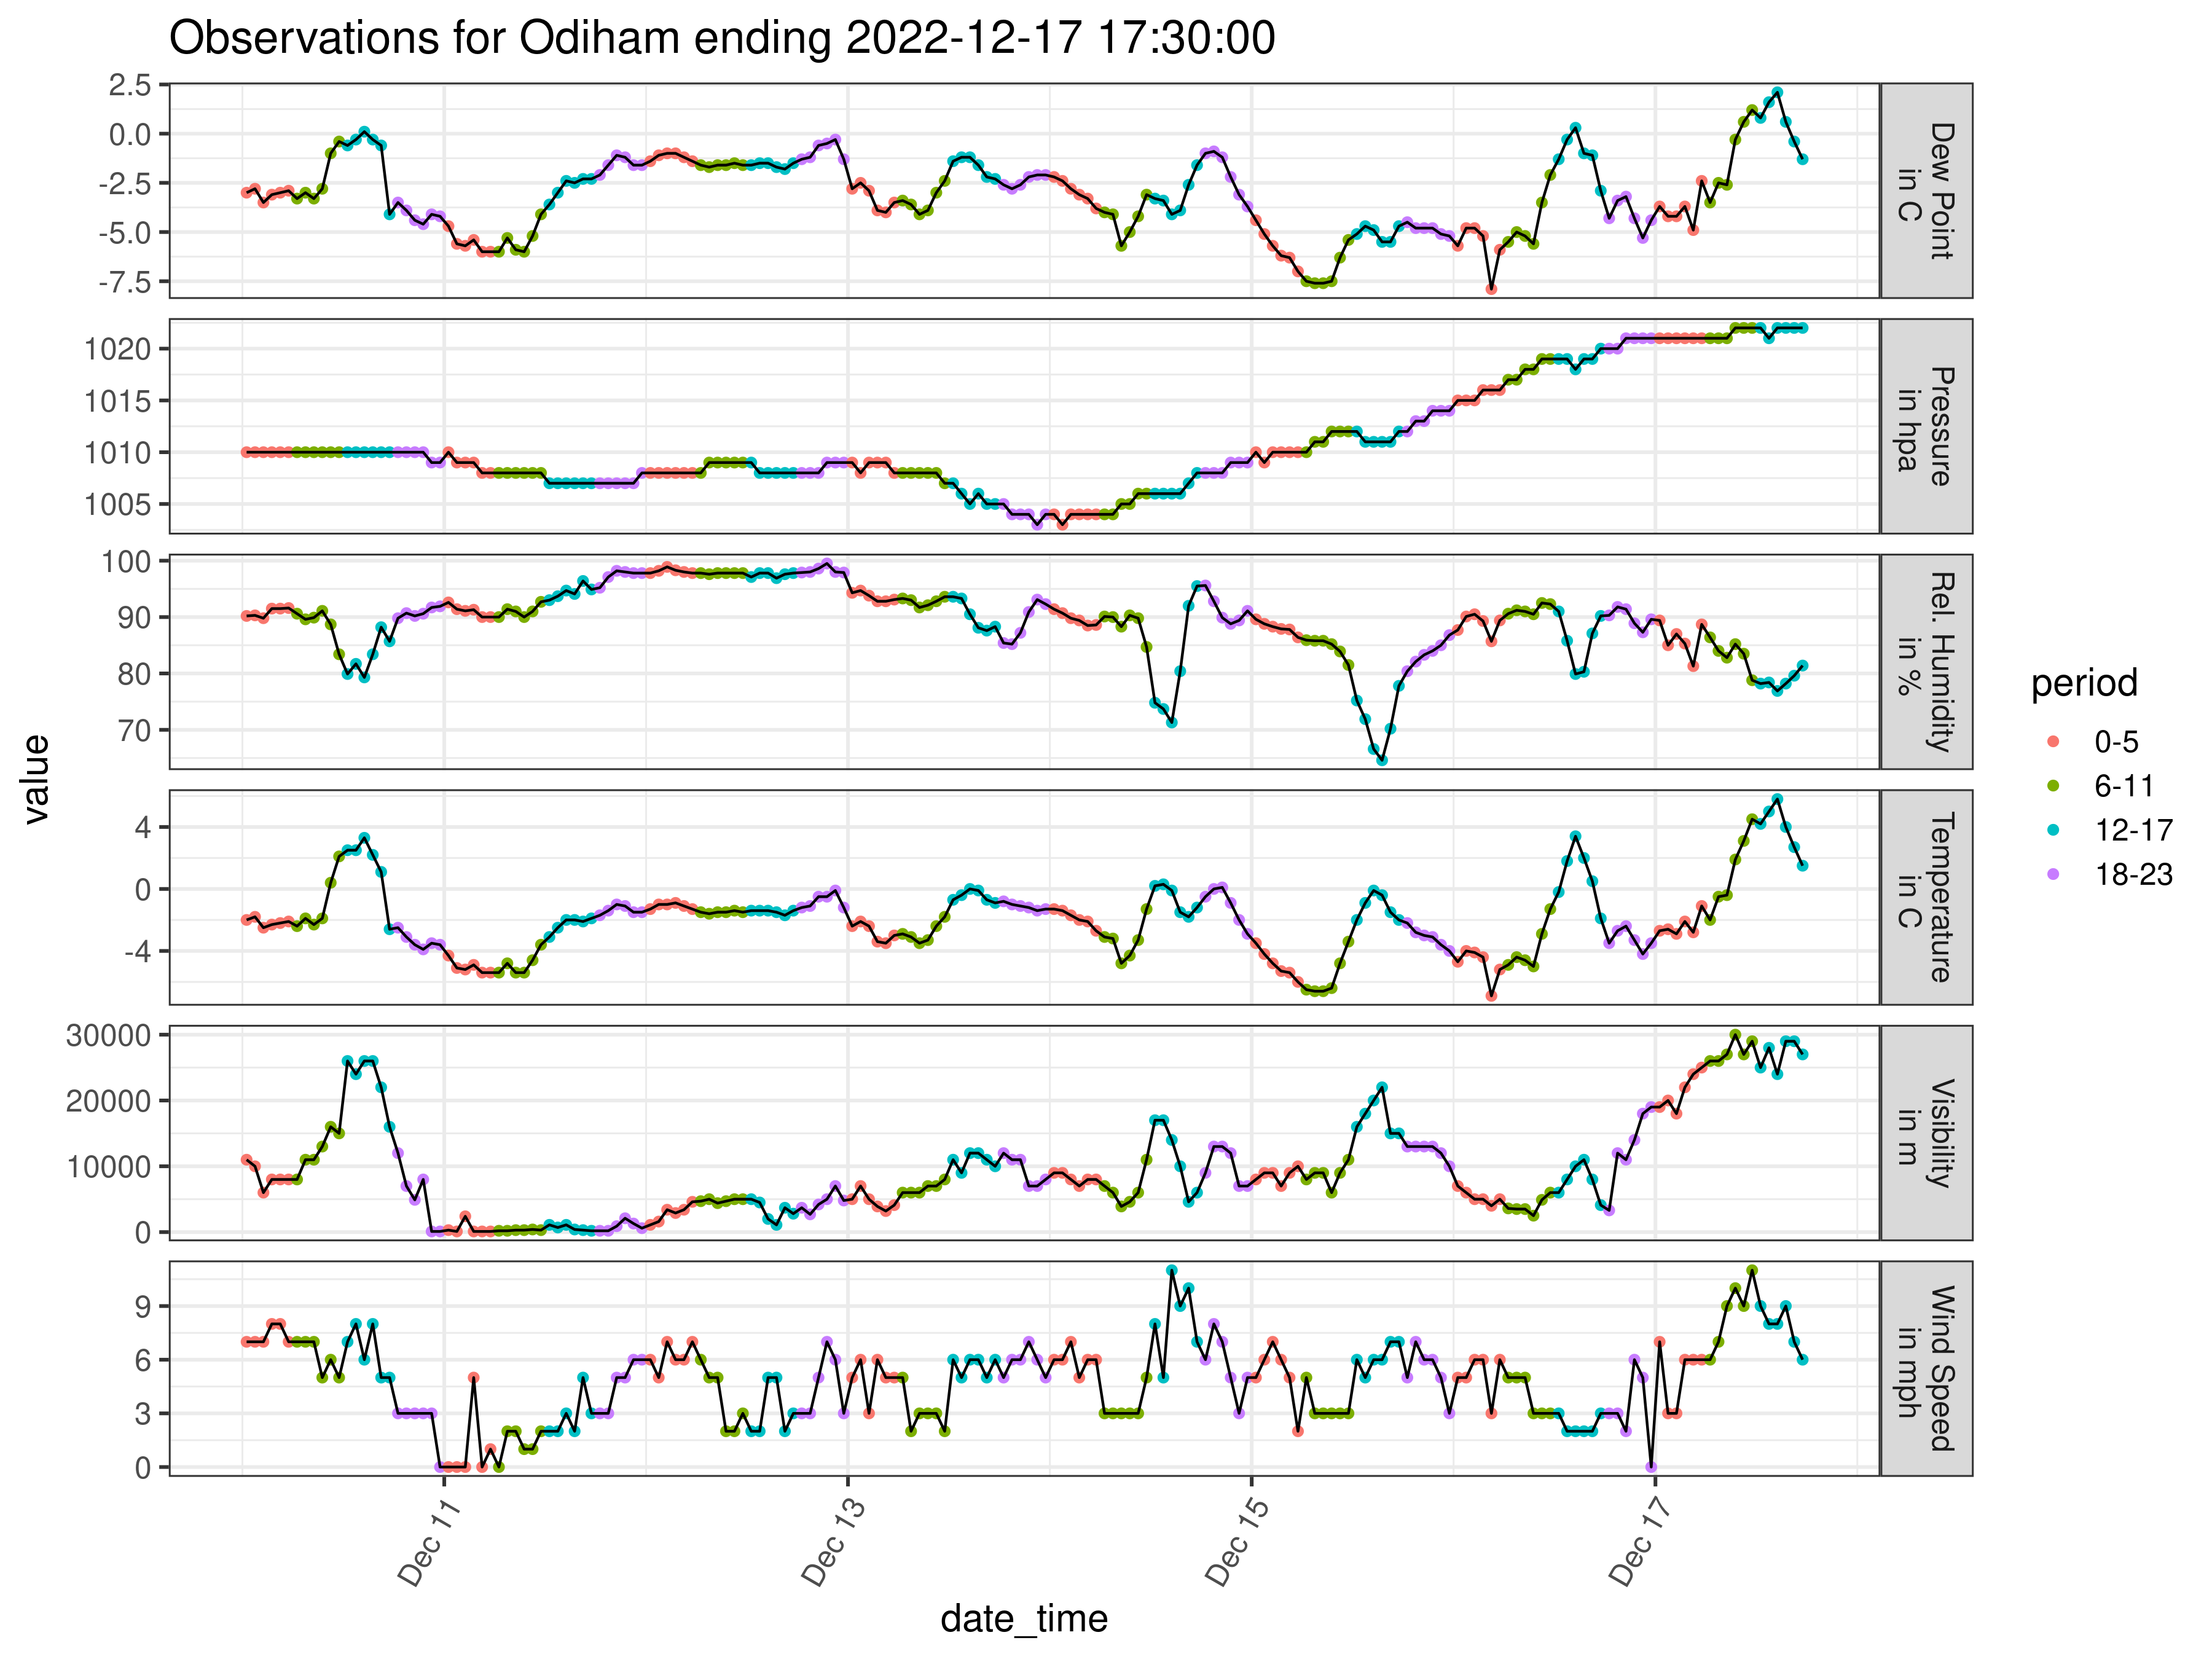 Observations for Odiham ending 2022-12-17 17:30:00
value
2.5
0.0
-2.5
-5.0
-7.5
Dew Point
in C
1020
1015
1010
1005
Pressure
in hpa
100
90
80
70
Rel. Humidity
in %
4
0
-4
Temperature
in C
30000
20000
10000
0
Visibility
in m
9
6
3
0
Wind Speed
in mph
Dec 11
Dec 13
Dec 15
Dec 17
date_time
period
0-5
6-11
12-17
18-23